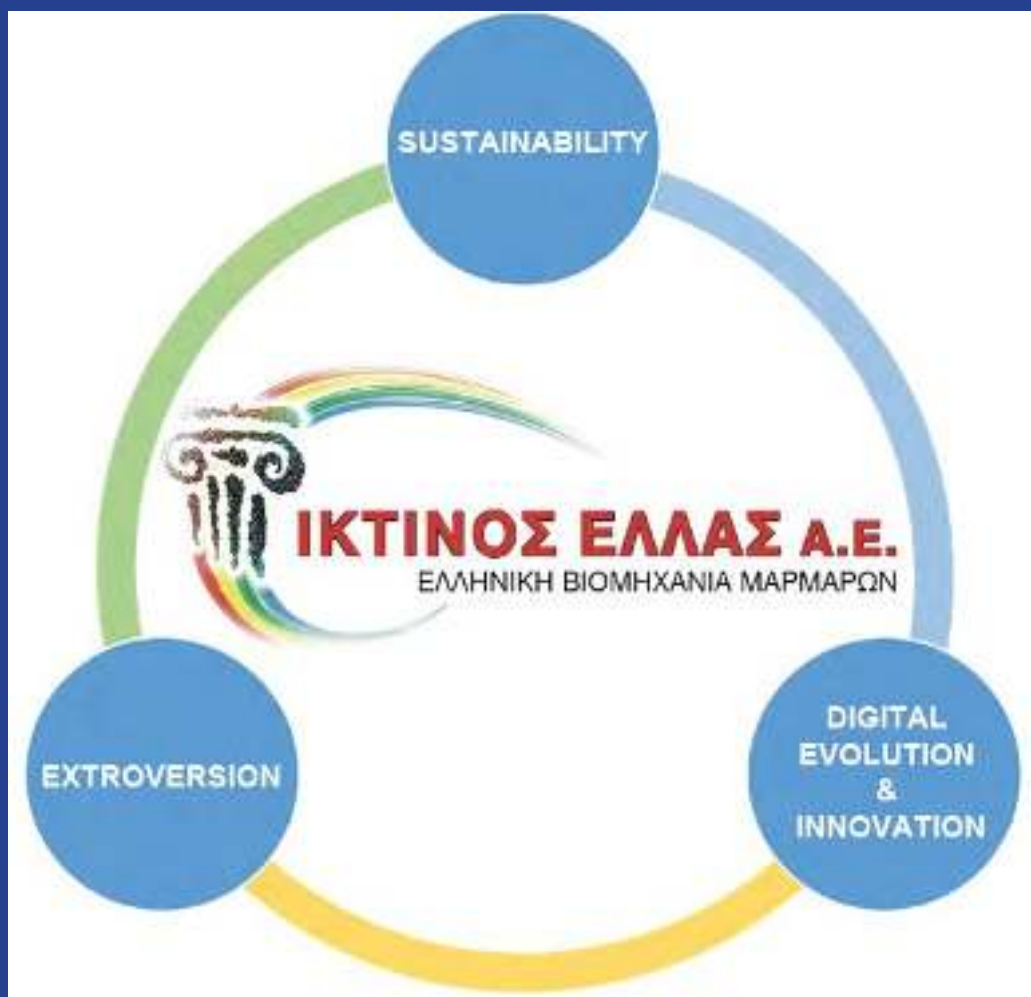 SUSTAINABILITY
ΙΚΤΙΝΟΣ ΕΛΛΑΣ Α.Ε.
ΕΛΛΗΝΙΚΗ ΒΙΟΜΗΧΑΝΙΑ ΜΑΡΜΑΡΩΝ
EXTROVERSION
DIGITAL
EVOLUTION
&
INNOVATION